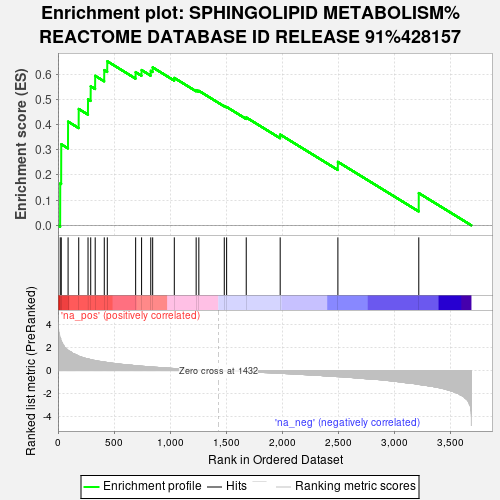 Enrichment plot: SPHINGOLIPID METABOLISM%
REACTOME DATABASE ID RELEASE 91%428157
Enrichment score (ES)
0.6
0.5
0.4
0.3
0.2
0.1
0.0
'na_pos' (positively correlated)
Ranked list metric (PreRanked)
4
2
0
-2
-4
Zero cross at 1432
'na_neg' (negatively correlated)
0 500 1,000 1,500 2,000 2,500 3,000 3,500
Rank in Ordered Dataset
Enrichment profile Hits Ranking metric scores